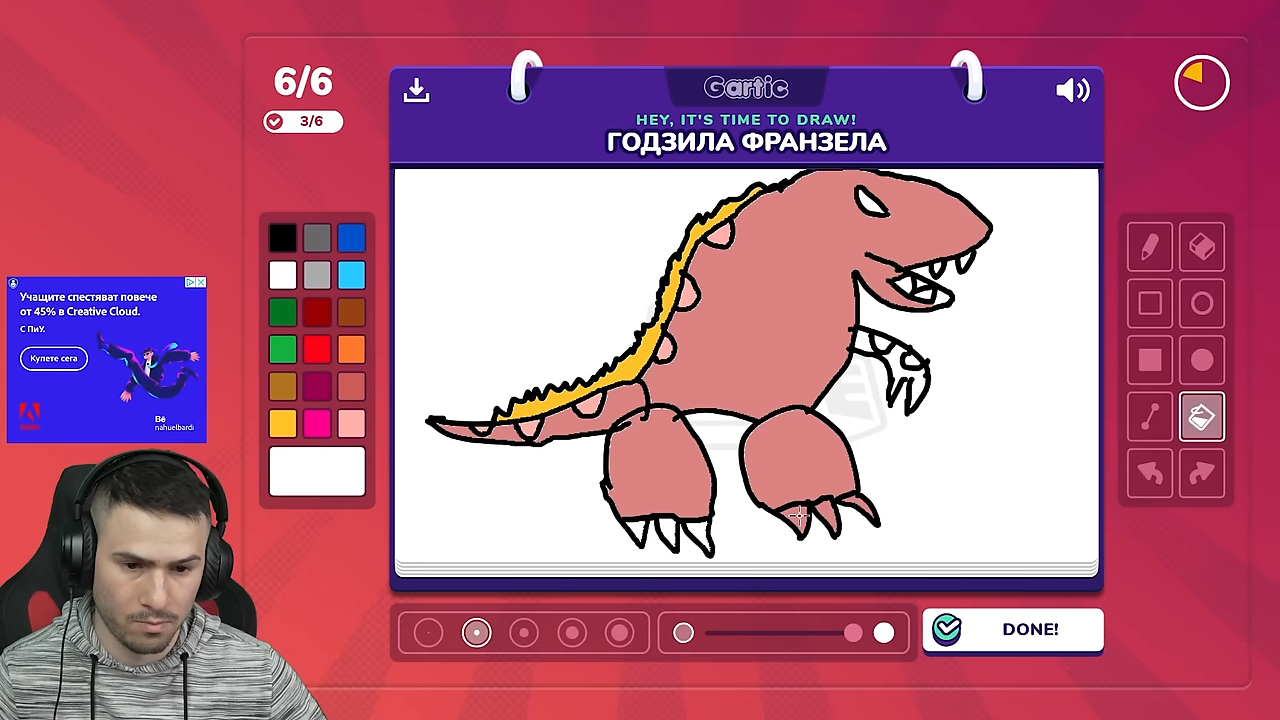 6/6
3/6
Gartic
HEY, IT'S TIME TO DRAW!
ГОДЗИЛА ФРАНЗЕЛА
Учащите спестяват повече
от 45% в Creative Cloud.
С ПиУ.
Купете сега
Bē
nahuelbardi
DONE!